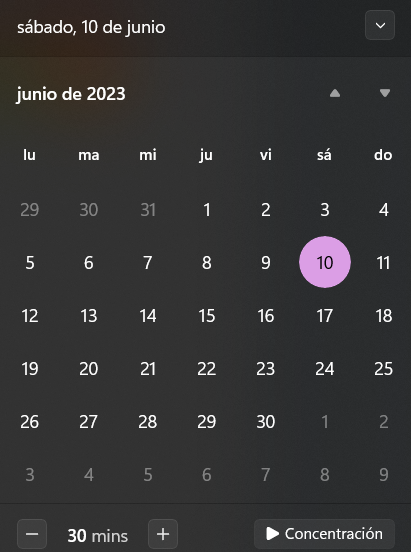 sábado, 10 de junio
junio de 2023
lu ma mi ju vi sá do
29 30 31 1 2 3 4
5 6 7 8 9 10 11
12 13 14 15 16 17 18
19 20 21 22 23 24 25
26 27 28 29 30 1 2
3 4 5 6 7 8 9
30 mins Concentración